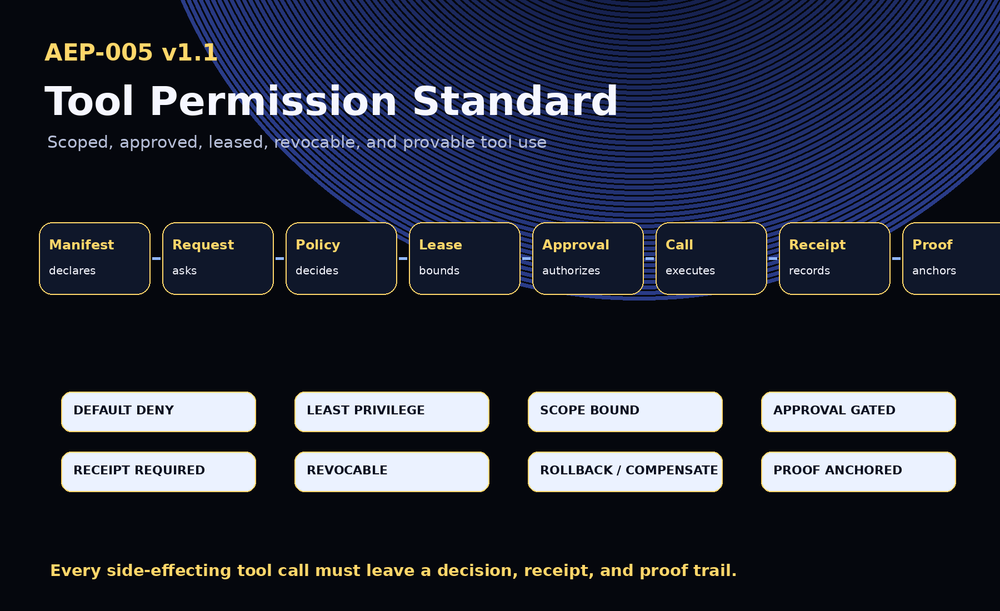 AEP-005 v1.1
Tool Permission Standard
Scoped, approved, leased, revocable, and provable tool use
Manifest
declares
Request
asks
Policy
decides
Lease
bounds
Approval
authorizes
Call
executes
Receipt
records
Proof
anchors
DEFAULT DENY
LEAST PRIVILEGE
SCOPE BOUND
APPROVAL GATED
RECEIPT REQUIRED
REVOCABLE
ROLLBACK / COMPENSATE
PROOF ANCHORED
Every side-effecting tool call must leave a decision, receipt, and proof trail.